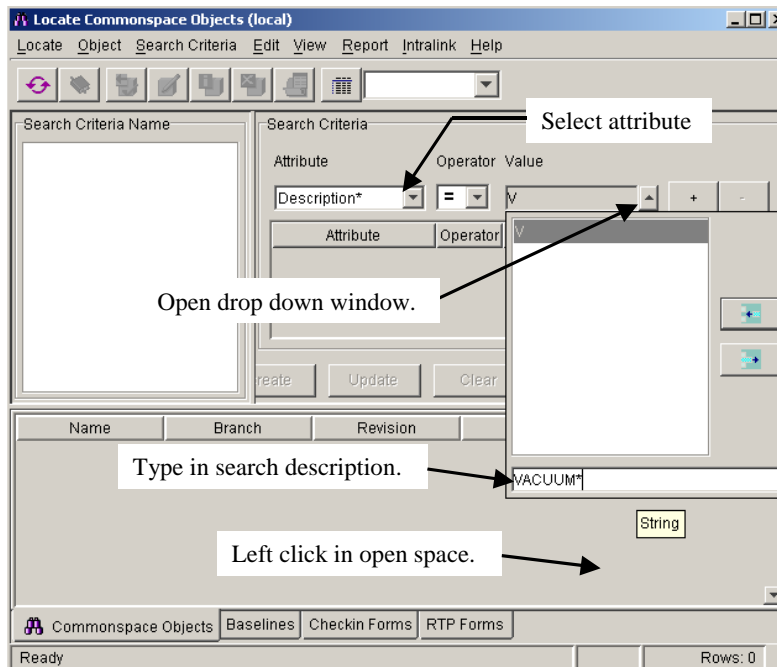 Locate Commonspace Objects (local)
Locate Object Search Criteria Edit View Report Intralink Help
Search Criteria Name
Search Criteria
Select attribute
Attribute Operator Value
Description* = V + -
Attribute Operator
V
Open drop down window.
reate Update Clear
Name Branch Revision
Type in search description.
VACUUM*
String
Left click in open space.
Commonspace Objects Baselines Checkin Forms RTP Forms
Ready Rows: 0